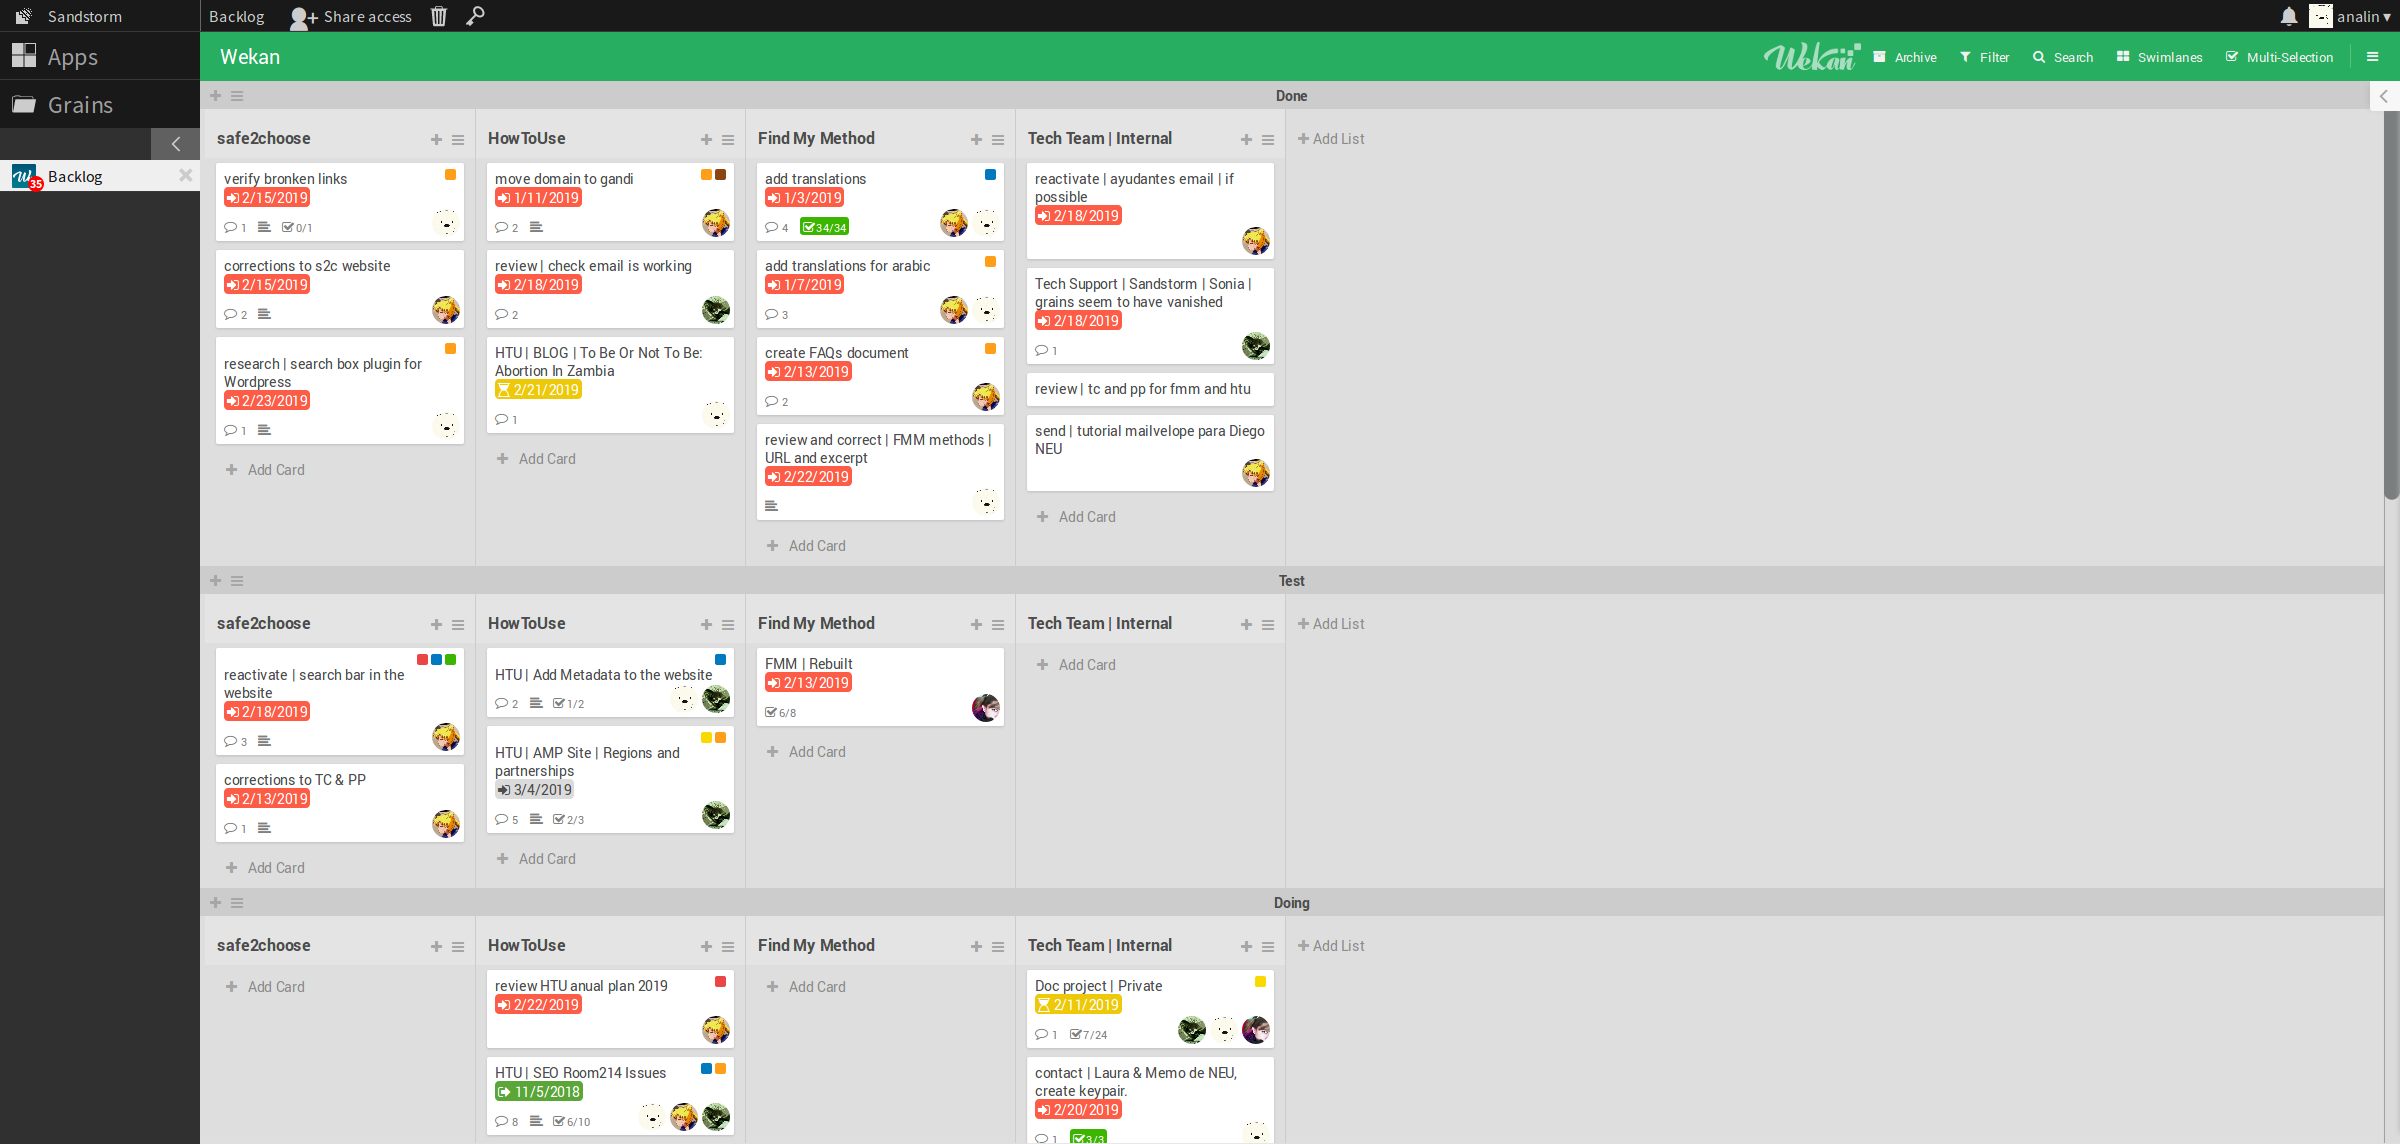 Sandstorm
Backlog
Share access
analin ▾
Apps
Grains
35
Backlog
Wekan
Wekan
Archive
Filter
Search
Swimlanes
Multi-Selection
Done
safe2choose
verify bronken links
2/15/2019
1
0/1
corrections to s2c website
2/15/2019
2
research | search box plugin for
Wordpress
2/23/2019
1
Add Card
HowToUse
move domain to gandi
1/11/2019
2
review | check email is working
2/18/2019
2
HTU | BLOG | To Be Or Not To Be:
Abortion In Zambia
2/21/2019
1
Add Card
Find My Method
add translations
1/3/2019
4
34/34
add translations for arabic
1/7/2019
3
create FAQs document
2/13/2019
2
review and correct | FMM methods |
URL and excerpt
2/22/2019
Add Card
Tech Team | Internal
reactivate | ayudantes email | if
possible
2/18/2019
Tech Support | Sandstorm | Sonia |
grains seem to have vanished
2/18/2019
1
review | tc and pp for fmm and htu
send | tutorial mailvelope para Diego
NEU
Add Card
Add List
Test
safe2choose
reactivate | search bar in the
website
2/18/2019
3
corrections to TC & PP
2/13/2019
1
Add Card
HowToUse
HTU | Add Metadata to the website
2
1/2
HTU | AMP Site | Regions and
partnerships
3/4/2019
5
2/3
Add Card
Find My Method
FMM | Rebuilt
2/13/2019
6/8
Add Card
Tech Team | Internal
Add Card
Add List
Doing
safe2choose
Add Card
HowToUse
review HTU anual plan 2019
2/22/2019
HTU | SEO Room214 Issues
11/5/2018
8
6/10
Find My Method
Add Card
Tech Team | Internal
Doc project | Private
2/11/2019
1
7/24
contact | Laura & Memo de NEU,
create keypair.
2/20/2019
1
3/3
Add List